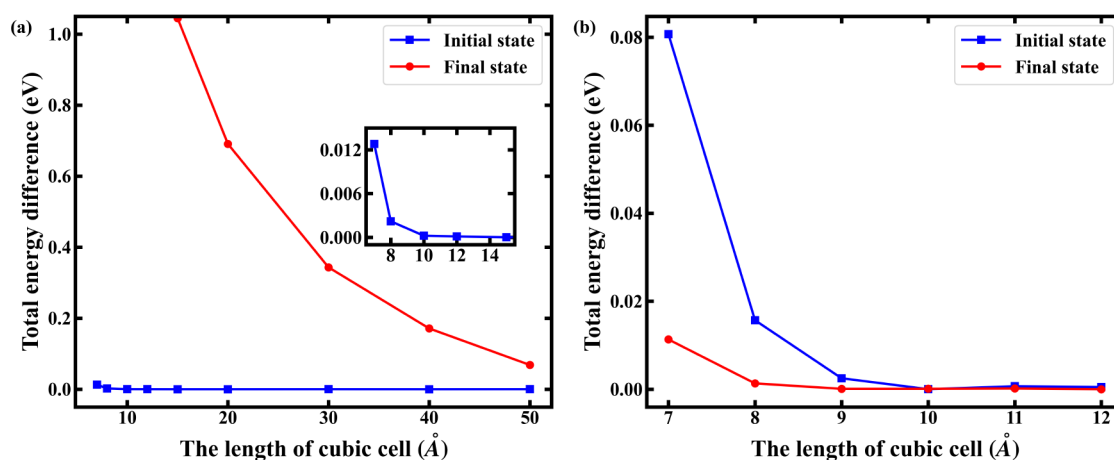 (a)
Total energy difference (eV)
1.0
0.8
0.6
0.4
0.2
0.0
Initial state
Final state
0.012
0.006
0.000
8 10 12 14
10 20 30 40 50
The length of cubic cell (Å)
(b)
Total energy difference (eV)
0.08
0.06
0.04
0.02
0.00
Initial state
Final state
7 8 9 10 11 12
The length of cubic cell (Å)